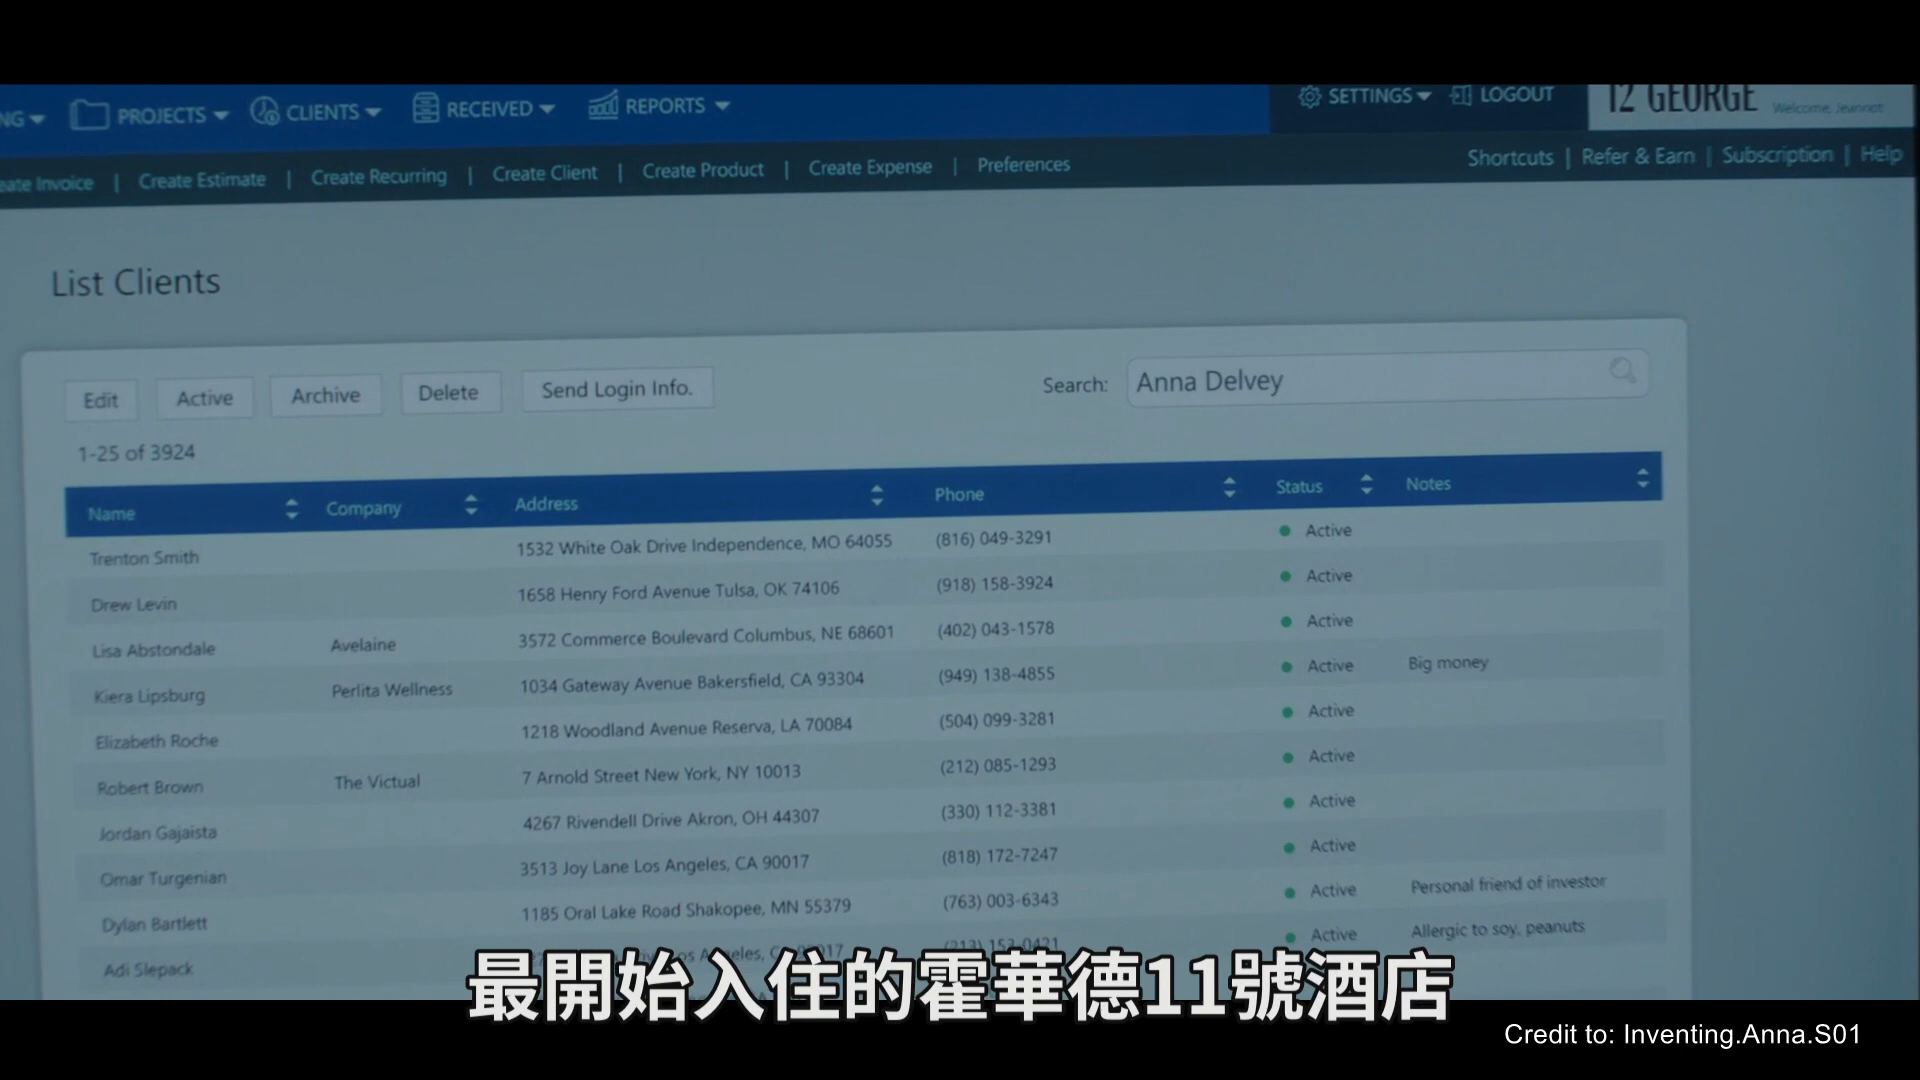 PROJECTS
CLIENTS
RECEIVED
REPORTS
SETTINGS
LOGOUT
12 GEORGE
Welcome, Jeannot
Create Estimate | Create Recurring | Create Client | Create Product | Create Expense | Preferences
Shortcuts | Refer & Earn | Subscription | Help
List Clients
Edit Active Archive Delete Send Login Info.
Search: Anna Delvey
1-25 of 3924
Name Company Address Phone Status Notes
Trenton Smith 1532 White Oak Drive Independence, MO 64055 (816) 049-3291 Active
Drew Levin 1658 Henry Ford Avenue Tulsa, OK 74106 (918) 158-3924 Active
Lisa Abstondale Avelaine 3572 Commerce Boulevard Columbus, NE 68601 (402) 043-1578 Active
Kiera Lipsburg Perlita Wellness 1034 Gateway Avenue Bakersfield, CA 93304 (949) 138-4855 Active Big money
Elizabeth Roche 1218 Woodland Avenue Reserva, LA 70084 (504) 099-3281 Active
Robert Brown The Victual 7 Arnold Street New York, NY 10013 (212) 085-1293 Active
Jordan Gajaista 4267 Rivendell Drive Akron, OH 44307 (330) 112-3381 Active
Omar Turgenian 3513 Joy Lane Los Angeles, CA 90017 (818) 172-7247 Active
Dylan Bartlett 1185 Oral Lake Road Shakopee, MN 55379 (763) 003-6343 Active Personal friend of investor
Adi Slepack Active Allergic to soy, peanuts
最開始入住的霍華德11號酒店
Credit to: Inventing.Anna.S01